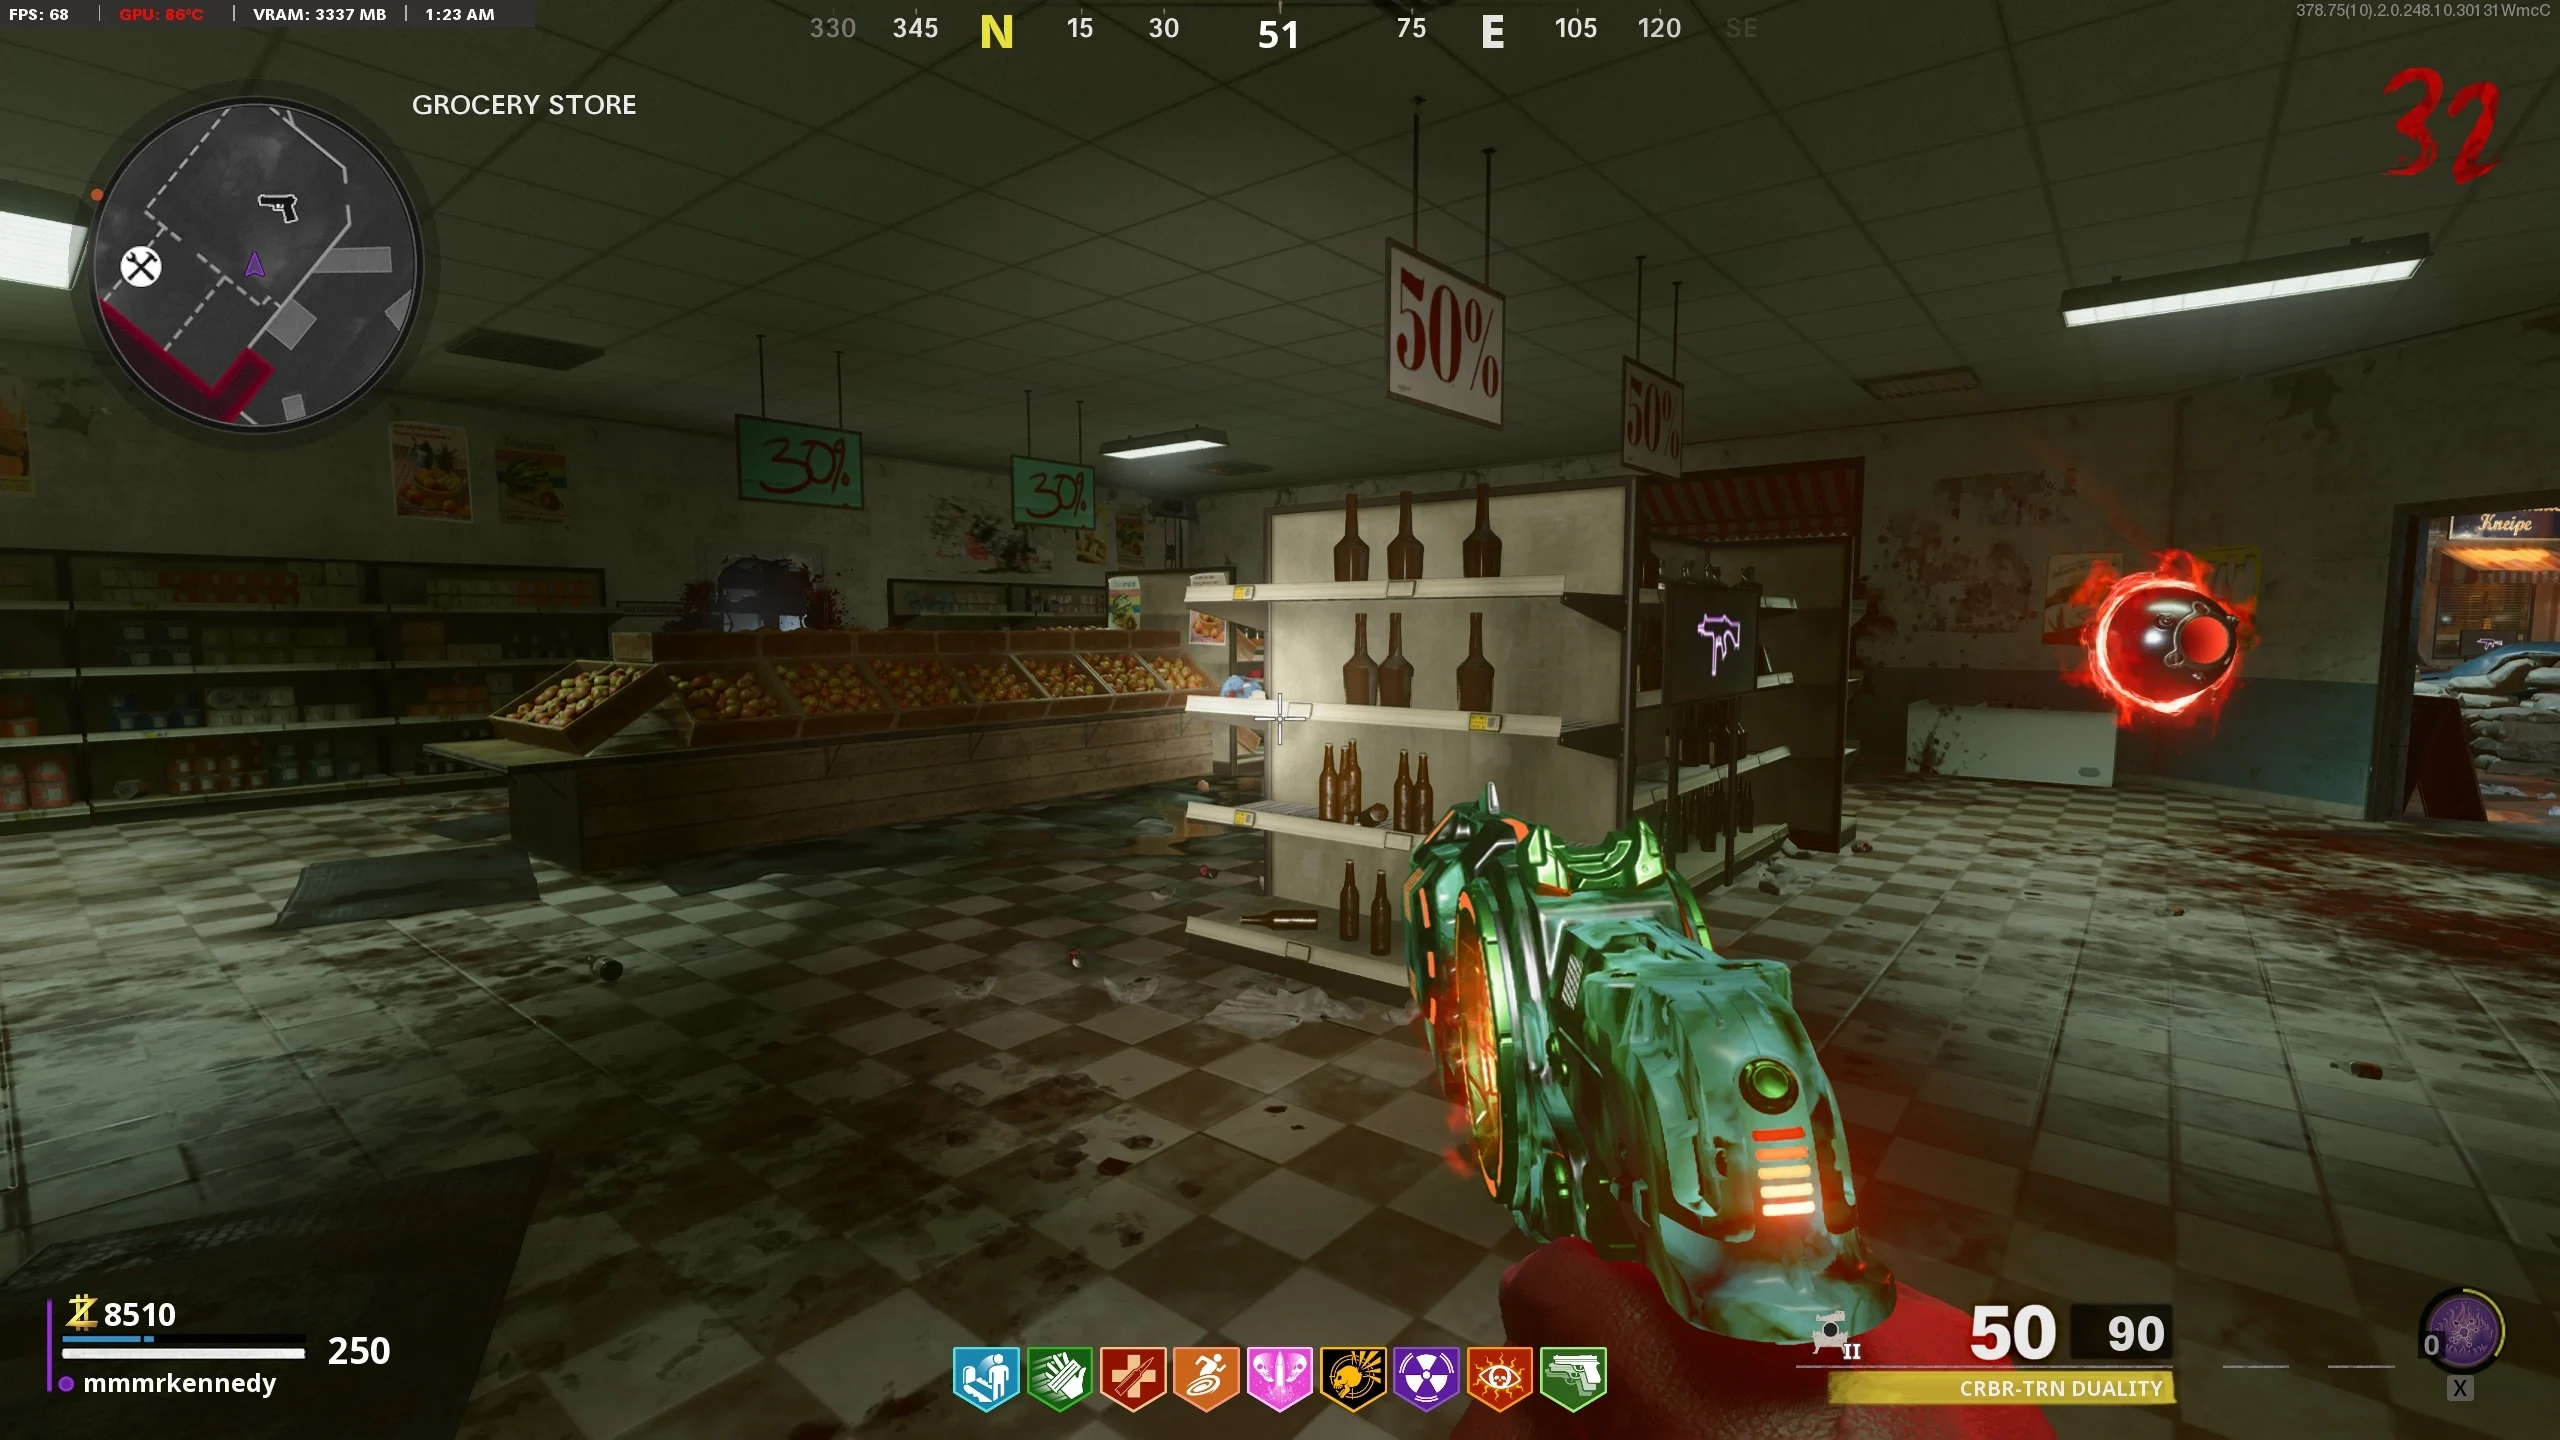 FPS: 68 | GPU: 86°C | VRAM: 3337 MB | 1:23 AM
330 345 N 15 30 51 75 E 105 120 SE
378.75(10).2.0.248.10.30131WmcC
GROCERY STORE
32
50%
50%
30%
30%
Kneipe
8510
250
mmmrkennedy
II
50 90
CRBR-TRN DUALITY
0
X